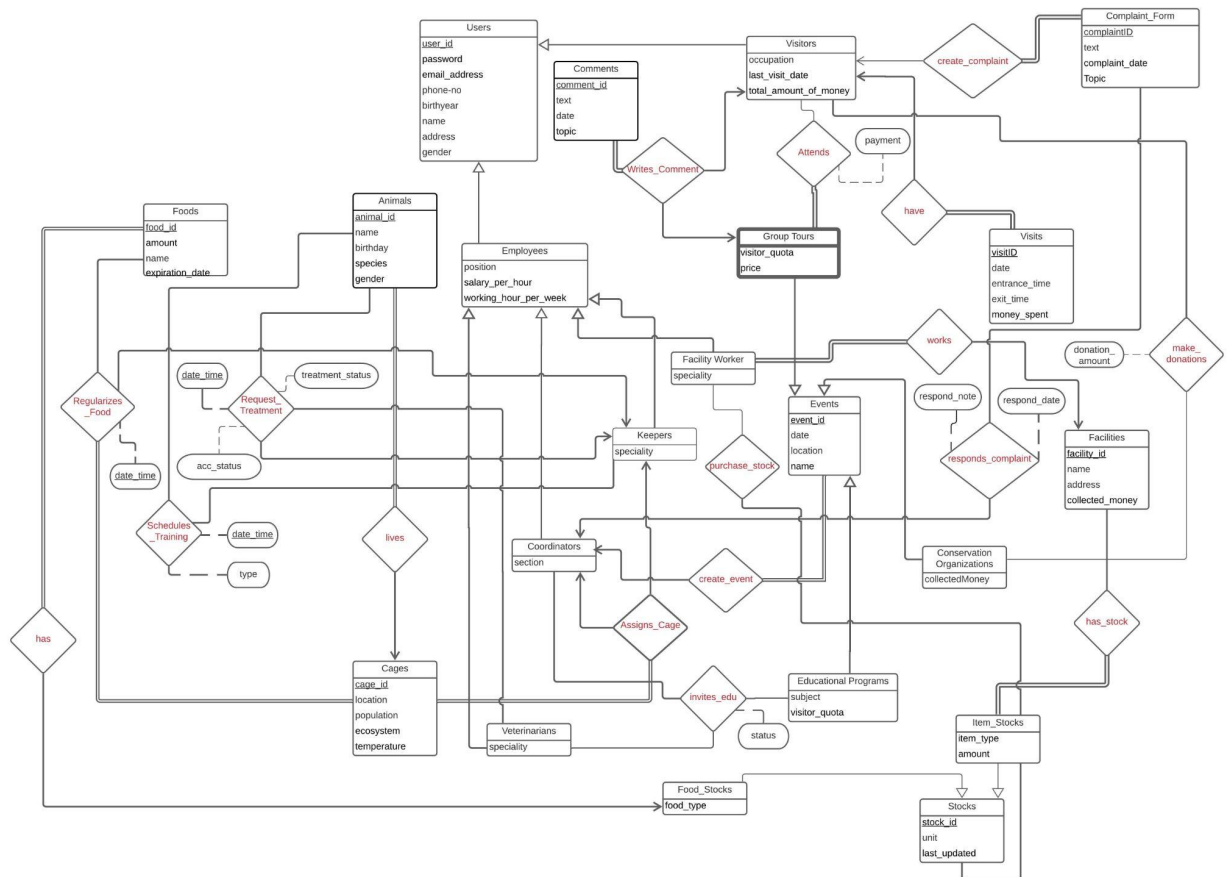 Users
user_id
password
email_address
phone-no
birthyear
name
address
gender
Comments
comment_id
text
date
topic
Visitors
occupation
last_visit_date
total_amount_of_money
create_complaint
Complaint_Form
complaintID
text
complaint_date
Topic
Writes_Comment
Attends
payment
have
Visits
visitID
date
entrance_time
exit_time
money_spent
Foods
food_id
amount
name
expiration_date
Animals
animal_id
name
birthday
species
gender
Employees
position
salary_per_hour
working_hour_per_week
Group Tours
visitor_quota
price
Facility Worker
speciality
works
donation_
amount
make_
donations
Regularizes
_Food
date_time
date_time
treatment_status
Request_
Treatment
acc_status
Keepers
speciality
purchase_stock
Events
event_id
date
location
name
respond_note
respond_date
responds_complaint
Facilities
facility_id
name
address
collected_money
Schedules
_Training
date_time
type
lives
Coordinators
section
create_event
Conservation
Organizations
collectedMoney
has
Assigns_Cage
has_stock
Cages
cage_id
location
population
ecosystem
temperature
Veterinarians
speciality
invites_edu
status
Educational Programs
subject
visitor_quota
Item_Stocks
item_type
amount
Food_Stocks
food_type
Stocks
stock_id
unit
last_updated